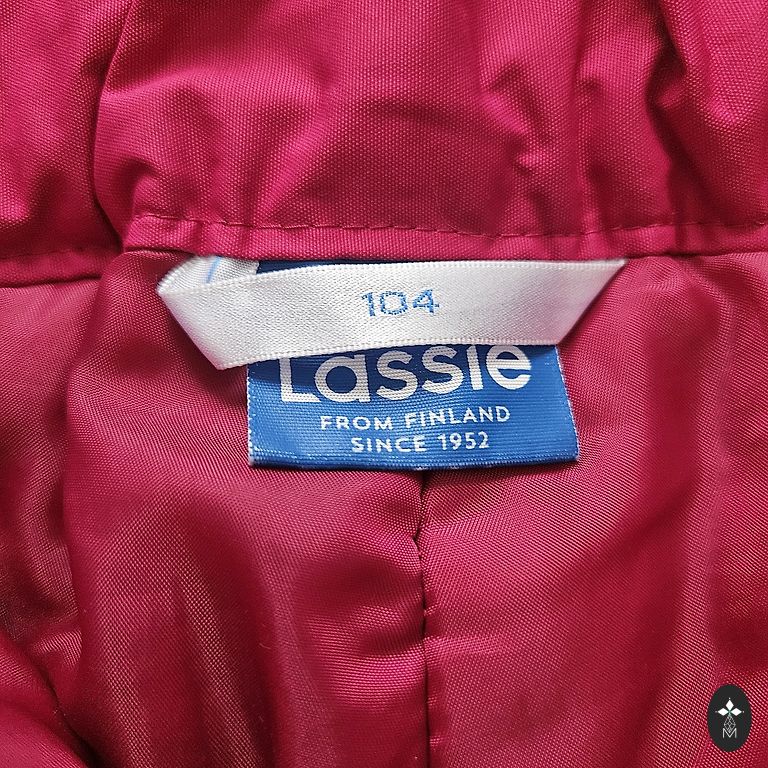 104
Lassie
FROM FINLAND
SINCE 1952
M